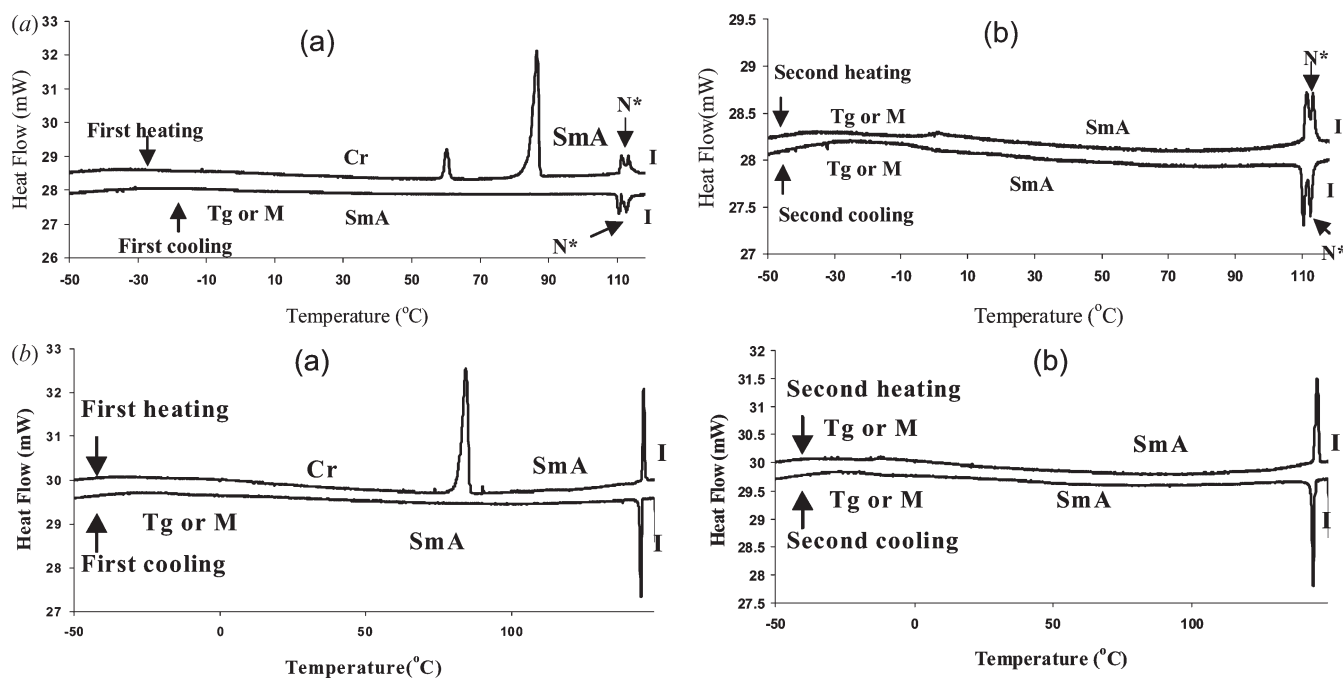 (a)
(a)
33
32
31
30
29
28
27
26
Heat Flow (mW)
First heating
Cr
SmA
N*
I
Tg or M
SmA
First cooling
N*
I
-50 -30 -10 10 30 50 70 90 110
Temperature (°C)
(b)
29.5
29
28.5
28
27.5
27
Heat Flow(mW)
Second heating
Tg or M
SmA
N*
I
Tg or M
SmA
Second cooling
I
N*
-50 -30 -10 10 30 50 70 90 110
Temperature (°C)
(b)
(a)
33
32
31
30
29
28
27
Heat Flow (mW)
First heating
Cr
SmA
I
Tg or M
SmA
First cooling
I
-50 0 50 100
Temperature(°C)
(b)
32
31.5
31
30.5
30
29.5
29
28.5
28
27.5
Heat Flow (mW)
Second heating
Tg or M
SmA
I
Tg or M
SmA
Second cooling
I
-50 0 50 100
Temperature (°C)